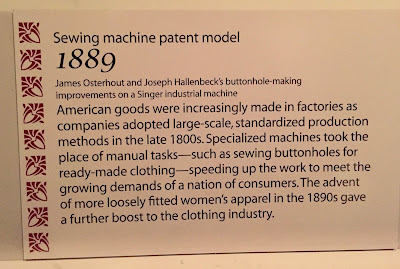 Sewing machine patent model
1889
James Osterhout and Joseph Hallenbeck's buttonhole-making
improvements on a Singer industrial machine
American goods were increasingly made in factories as
companies adopted large-scale, standardized production
methods in the late 1800s. Specialized machines took the
place of manual tasks—such as sewing buttonholes for
ready-made clothing—speeding up the work to meet the
growing demands of a nation of consumers. The advent
of more loosely fitted women's apparel in the 1890s gave
a further boost to the clothing industry.